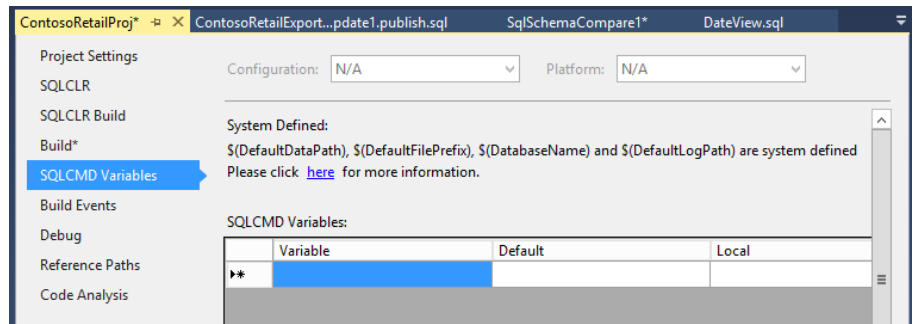 ContosoRetailProj* ContosoRetailExport...pdate1.publish.sql SqlSchemaCompare1* DateView.sql
Project Settings
SQLCLR
SQLCLR Build
Build*
SQLCMD Variables
Build Events
Debug
Reference Paths
Code Analysis
Configuration: N/A Platform: N/A
System Defined:
$(DefaultDataPath), $(DefaultFilePrefix), $(DatabaseName) and $(DefaultLogPath) are system defined
Please click here for more information.
SQLCMD Variables:
Variable Default Local